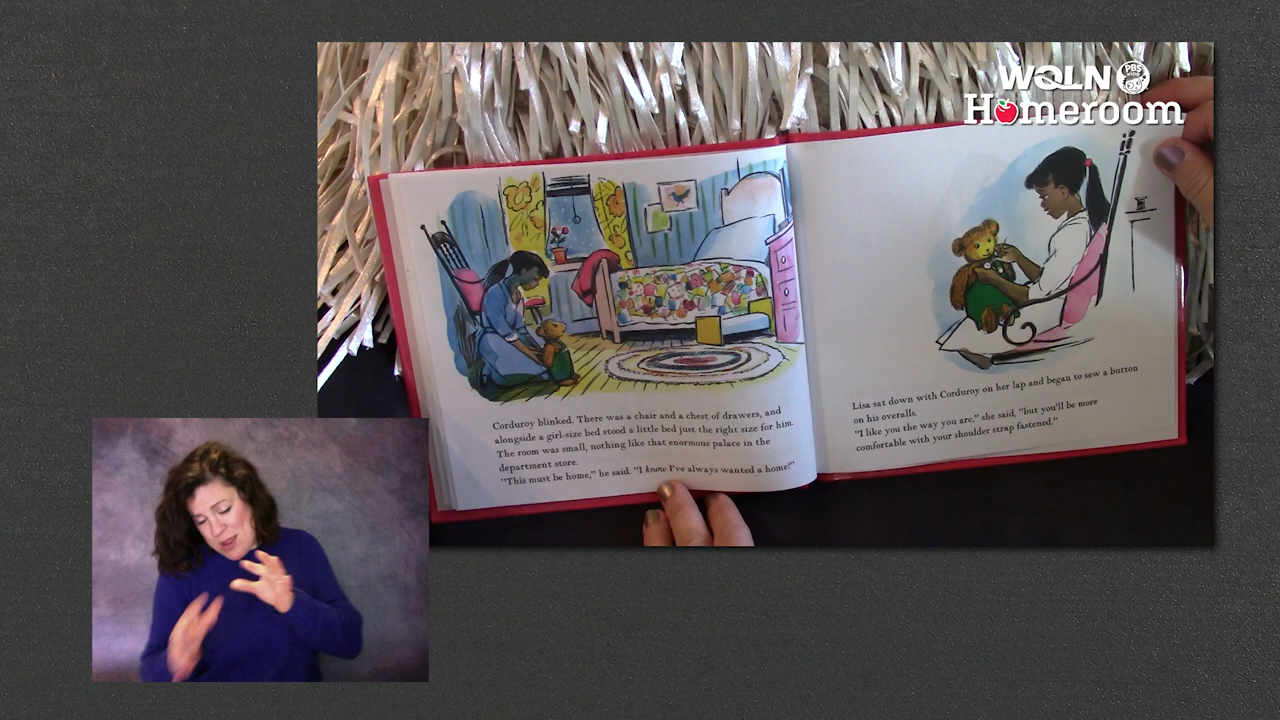 WQLN PBS KIDS
Homeroom
Corduroy blinked. There was a chair and a chest of drawers, and
alongside a girl-size bed stood a little bed just the right size for him.
The room was small, nothing like that enormous palace in the
department store.
"This must be home," he said. "I know I've always wanted a home!"
Lisa sat down with Corduroy on her lap and began to sew a button
on his overalls.
"I like you the way you are," she said, "but you'll be more
comfortable with your shoulder strap fastened."